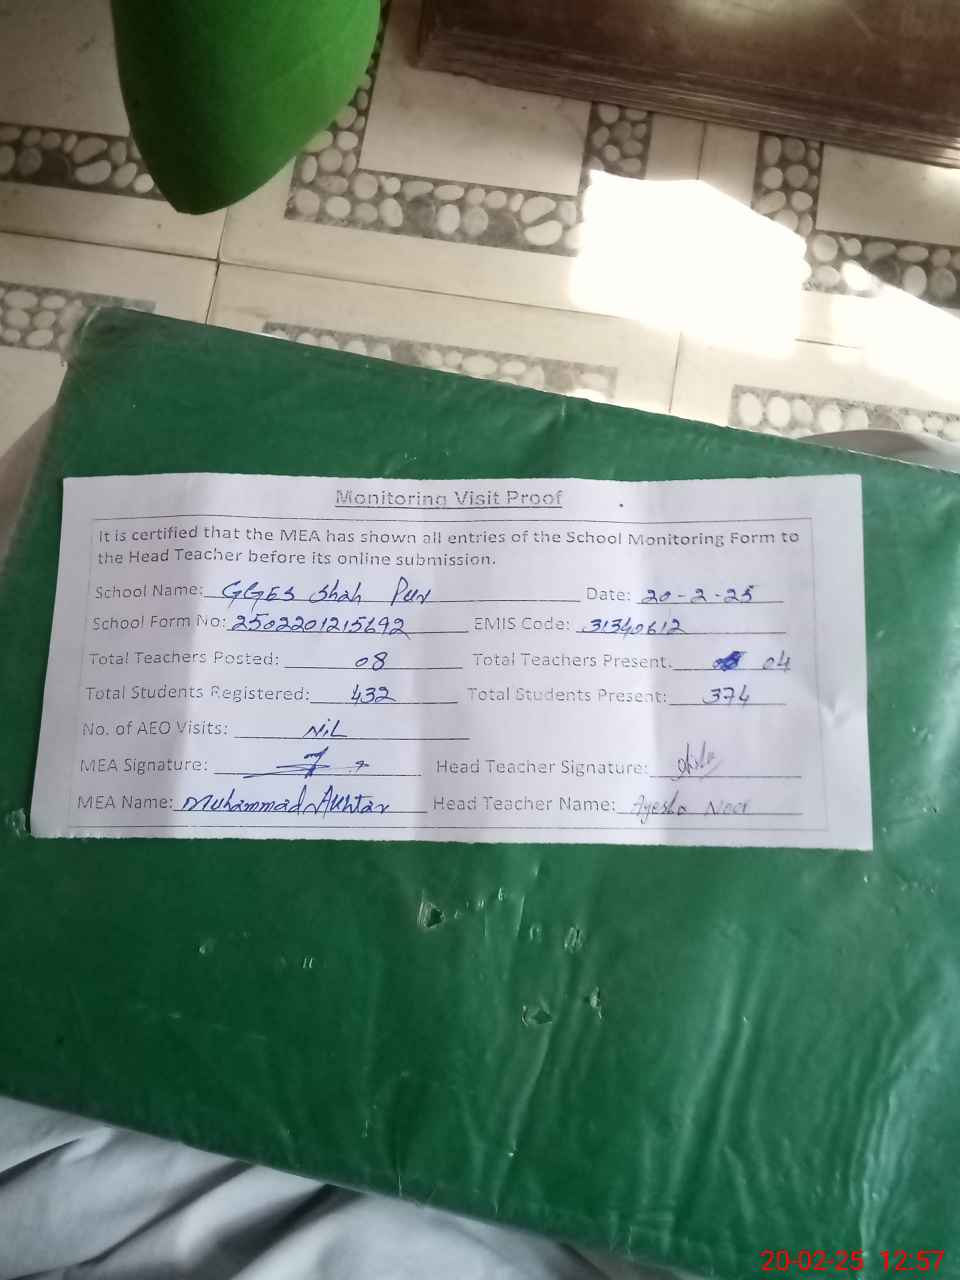 Monitoring Visit Proof
It is certified that the MEA has shown all entries of the School Monitoring Form to
the Head Teacher before its online submission.
School Name: GGES Shah Pur Date: 20-2-25
School Form No: 2502201215692 EMIS Code: 31340612
Total Teachers Posted: 08 Total Teachers Present: 04
Total Students Registered: 432 Total Students Present: 374
No. of AEO Visits: Nil
MEA Signature: Head Teacher Signature:
MEA Name: Muhammad Akhtar Head Teacher Name: Ayesha Noor
20-02-25 12:57